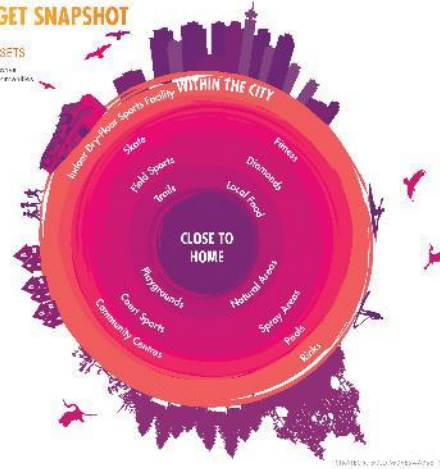 GET SNAPSHOT
SETS
WITHIN THE CITY
Indoor Dry-Floor Sports Facility
Skate
Fitness
Field Sports
Diamonds
Trails
Local Food
CLOSE TO
HOME
Playgrounds
Natural Areas
Court Sports
Spray Areas
Community Centres
Pools
Rinks